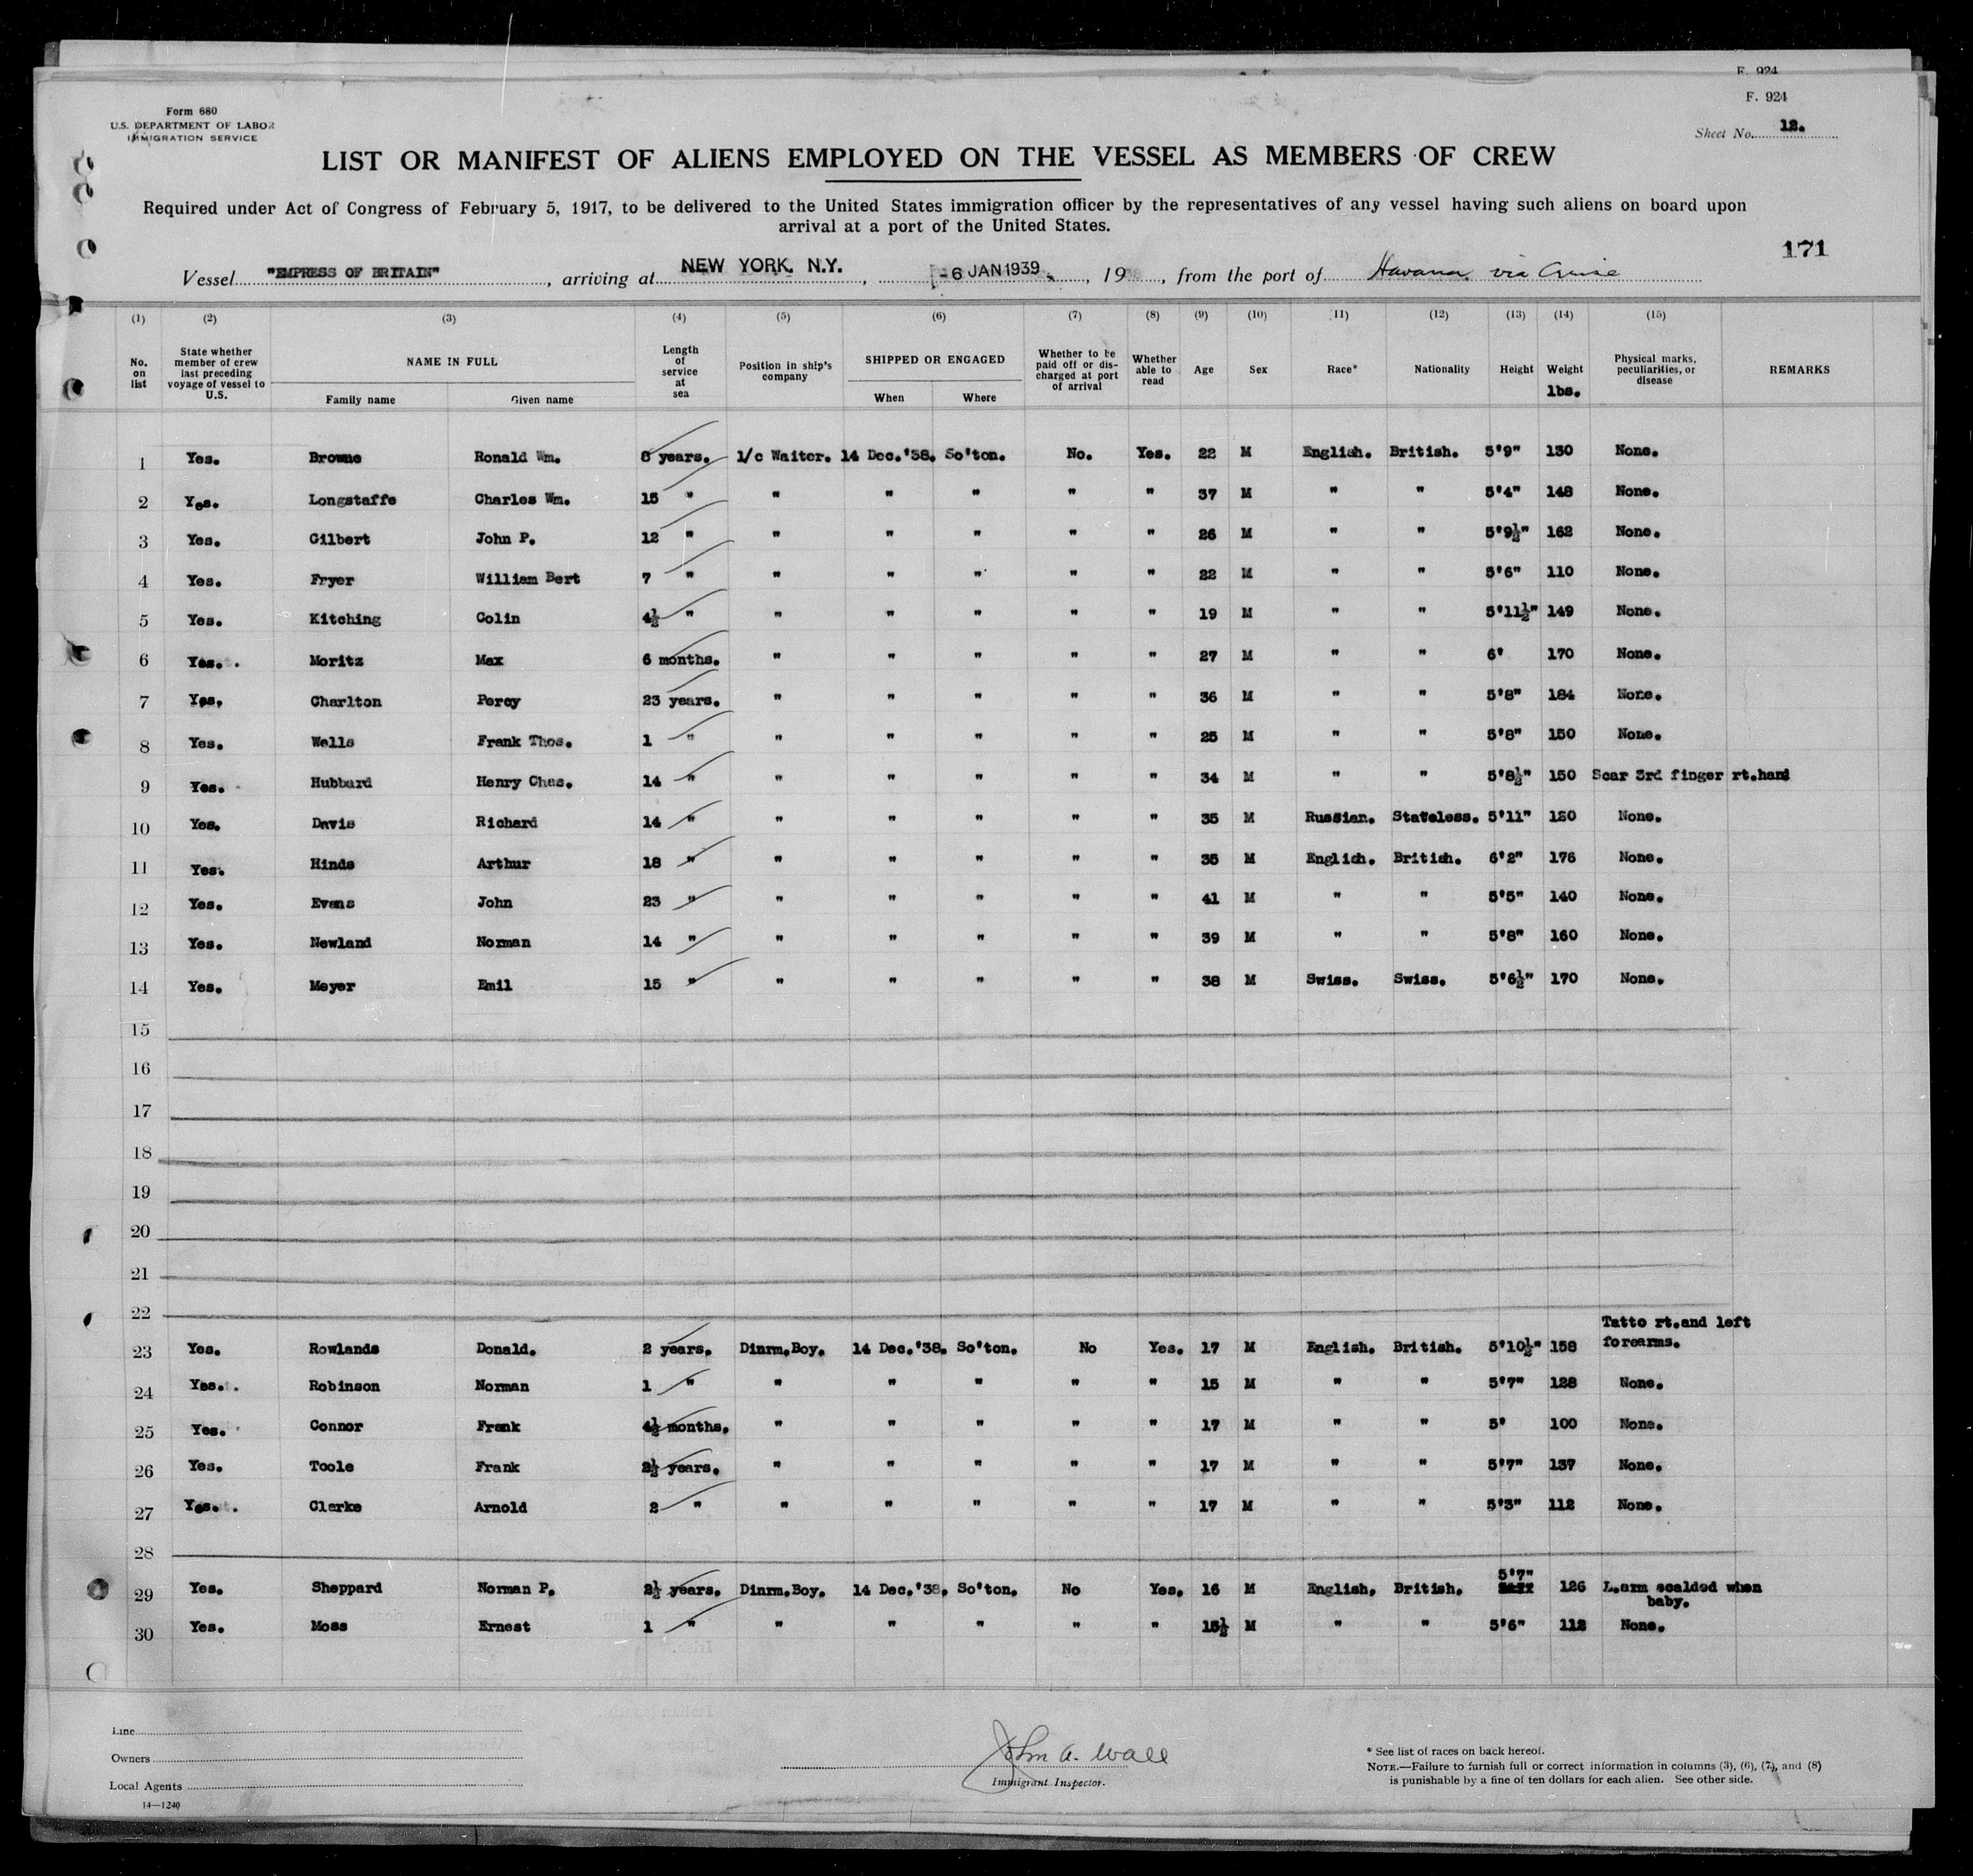 F. 924
F. 924
Form 680
U.S. DEPARTMENT OF LABOR
IMMIGRATION SERVICE
Sheet No. 12.
LIST OR MANIFEST OF ALIENS EMPLOYED ON THE VESSEL AS MEMBERS OF CREW
Required under Act of Congress of February 5, 1917, to be delivered to the United States immigration officer by the representatives of any vessel having such aliens on board upon
arrival at a port of the United States.
171
Vessel "EMPRESS OF BRITAIN", arriving at NEW YORK, N.Y., -6 JAN 1939, 19, from the port of Havana via Cruise
(1) (2) (3) (4) (5) (6) (7) (8) (9) (10) (11) (12) (13) (14) (15)
No. on list State whether member of crew last preceding voyage of vessel to U.S. NAME IN FULL Family name Given name Length of service at sea Position in ship's company SHIPPED OR ENGAGED When Where Whether to be paid off or discharged at port of arrival Whether able to read Age Sex Race* Nationality Height Weight lbs. Physical marks, peculiarities, or disease REMARKS
1 Yes. Browne Ronald Wm. years. 1/c Waiter. 14 Dec.'38. So'ton. No. Yes. 22 M English. British. 5'9" 130 None.
2 Yes. Longstaffe Charles Wm. 15 " " " " " " 37 M " " 5'4" 148 None.
3 Yes. Gilbert John P. 12 " " " " " " 26 M " " 5'9½" 162 None.
4 Yes. Fryer William Bert 7 " " " " " " 22 M " " 5'6" 110 None.
5 Yes. Kitching Colin 4½ " " " " " " 19 M " " 5'11½" 149 None.
6 Yes. Moritz Max 6 months. " " " " " 27 M " " 6' 170 None.
7 Yes. Charlton Percy 23 years. " " " " " 36 M " " 5'8" 184 None.
8 Yes. Wells Frank Thos. 1 " " " " " " 25 M " " 5'8" 150 None.
9 Yes. Hubbard Henry Chas. 14 " " " " " " 34 M " " 5'8½" 150 Scar 3rd finger rt.hand
10 Yes. Davis Richard 14 " " " " " " 35 M Russian. Stateless. 5'11" None.
11 Yes. Hinds Arthur 18 " " " " " " 35 M English. British. 6'2" 176 None.
12 Yes. Evans John 23 " " " " " " 41 M " " 5'5" 140 None.
13 Yes. Newland Norman 14 " " " " " " 39 M " " 5'8" 160 None.
14 Yes. Meyer Emil 15 " " " " " " 38 M Swiss. Swiss. 5'6½" 170 None.
15
16
17
18
19
20
21
22
23 Yes. Rowlands Donald. 2 years. Dinrm.Boy. 14 Dec.'38. So'ton. No Yes. 17 M English. British. 5'10½" 158 Tatto rt.and left forearms.
24 Yes. Robinson Norman 1 " " " " " " 15 M " " 5'7" 128 None.
25 Yes. Connor Frank 4½ months. " " " " " 17 M " " 5' 100 None.
26 Yes. Toole Frank 2½ years. " " " " " 17 M " " 5'7" 137 None.
27 Yes. Clarke Arnold 2 " " " " " " 17 M " " 5'3" 112 None.
28
29 Yes. Sheppard Norman P. 2½ years. Dinrm.Boy. 14 Dec.'38. So'ton. No Yes. 16 M English. British. 5'7" 126 L.arm scalded when baby.
30 Yes. Moss Ernest 1 " " " " " " 15½ M " " 5'6" 112 None.
Line
Owners
Local Agents
14—1240
John A. Wall
Immigrant Inspector.
* See list of races on back hereof.
NOTE.—Failure to furnish full or correct information in columns (3), (6), (7), and (8)
is punishable by a fine of ten dollars for each alien. See other side.